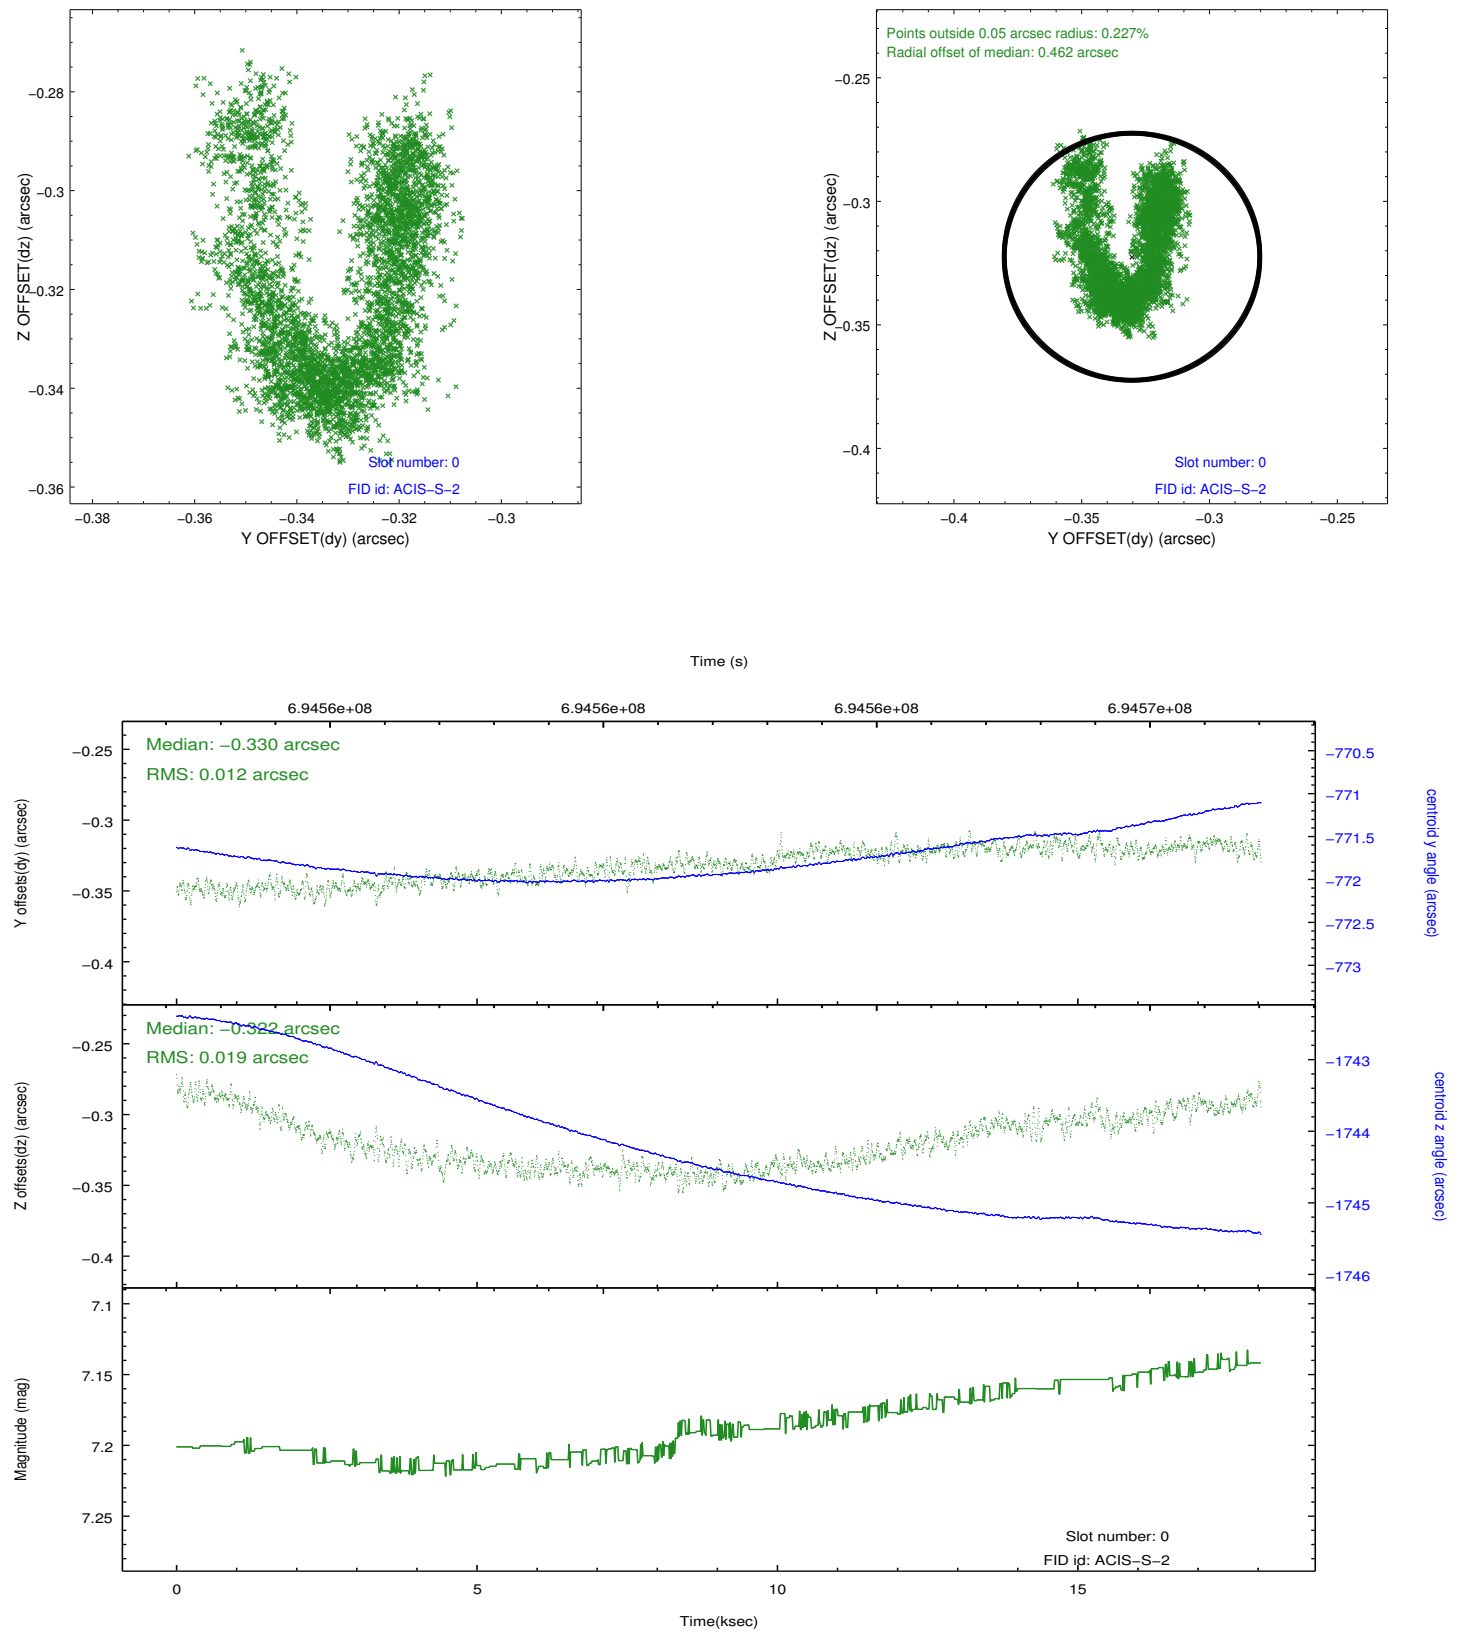 −0.28
−0.3
−0.32
−0.34
−0.36
Z OFFSET(dz) (arcsec)
−0.38
−0.36
−0.34
−0.32
−0.3
Y OFFSET(dy) (arcsec)
Slot number: 0
FID id: ACIS−S−2
Points outside 0.05 arcsec radius: 0.227%
Radial offset of median: 0.462 arcsec
−0.25
−0.3
−0.35
−0.4
Z OFFSET(dz) (arcsec)
−0.4
−0.35
−0.3
−0.25
Y OFFSET(dy) (arcsec)
Slot number: 0
FID id: ACIS−S−2
Time (s)
6.9456e+08
6.9456e+08
6.9456e+08
6.9457e+08
Median: −0.330 arcsec
RMS: 0.012 arcsec
−0.25
−0.3
−0.35
−0.4
Y offsets(dy) (arcsec)
−770.5
−771
−771.5
−772
−772.5
−773
centroid y angle (arcsec)
Median: −0.322 arcsec
RMS: 0.019 arcsec
−0.25
−0.3
−0.35
−0.4
Z offsets(dz) (arcsec)
−1743
−1744
−1745
−1746
centroid z angle (arcsec)
7.1
7.15
7.2
7.25
Magnitude (mag)
Slot number: 0
FID id: ACIS−S−2
0
5
10
15
Time(ksec)